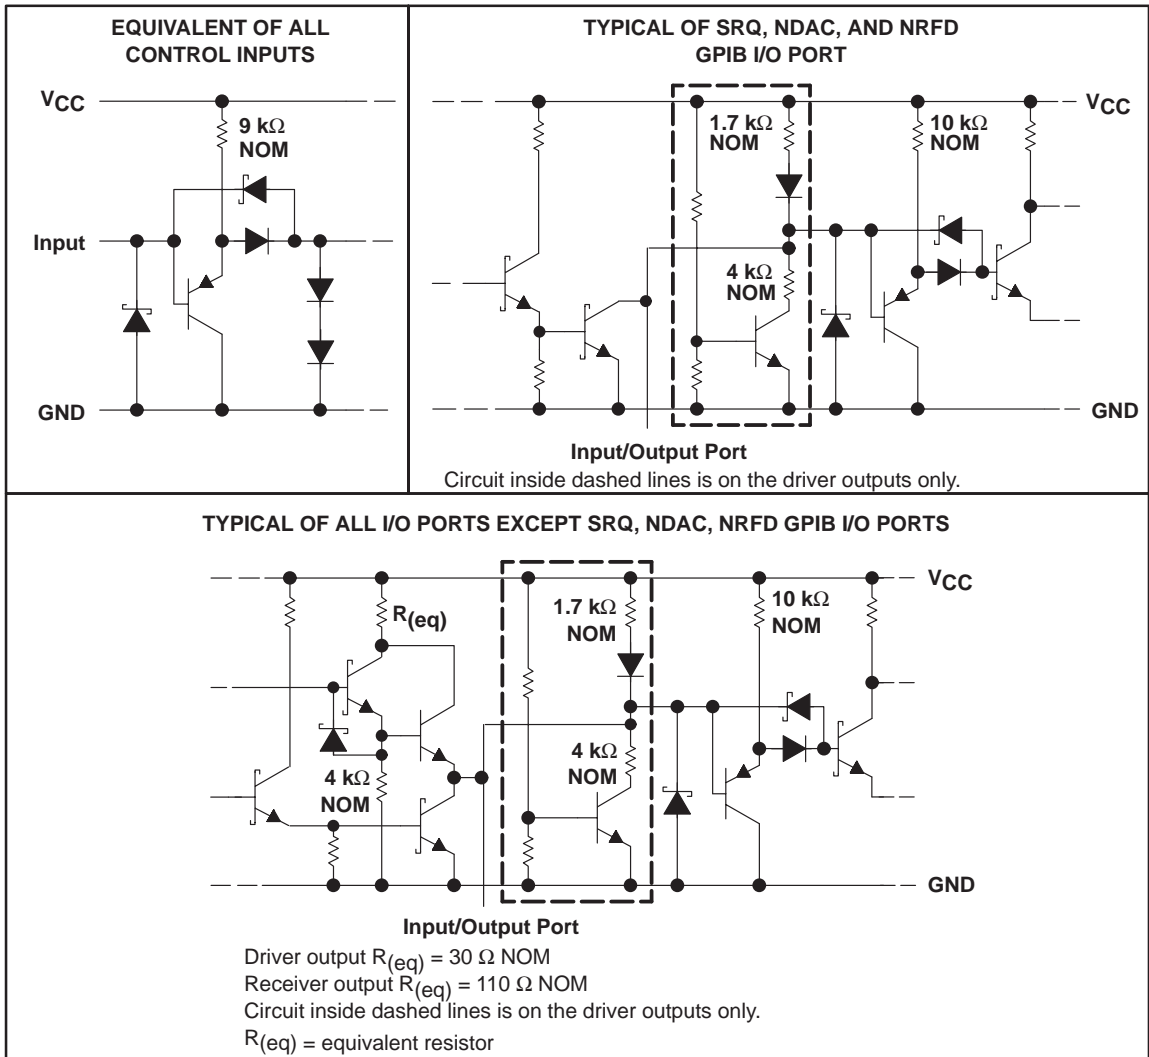 EQUIVALENT OF ALL
CONTROL INPUTS
VCC
9 kΩ
NOM
Input
GND
TYPICAL OF SRQ, NDAC, AND NRFD
GPIB I/O PORT
1.7 kΩ
NOM
10 kΩ
NOM
VCC
4 kΩ
NOM
GND
Input/Output Port
Circuit inside dashed lines is on the driver outputs only.
TYPICAL OF ALL I/O PORTS EXCEPT SRQ, NDAC, NRFD GPIB I/O PORTS
VCC
R(eq)
1.7 kΩ
NOM
10 kΩ
NOM
4 kΩ
NOM
4 kΩ
NOM
GND
Input/Output Port
Driver output R(eq) = 30 Ω NOM
Receiver output R(eq) = 110 Ω NOM
Circuit inside dashed lines is on the driver outputs only.
R(eq) = equivalent resistor